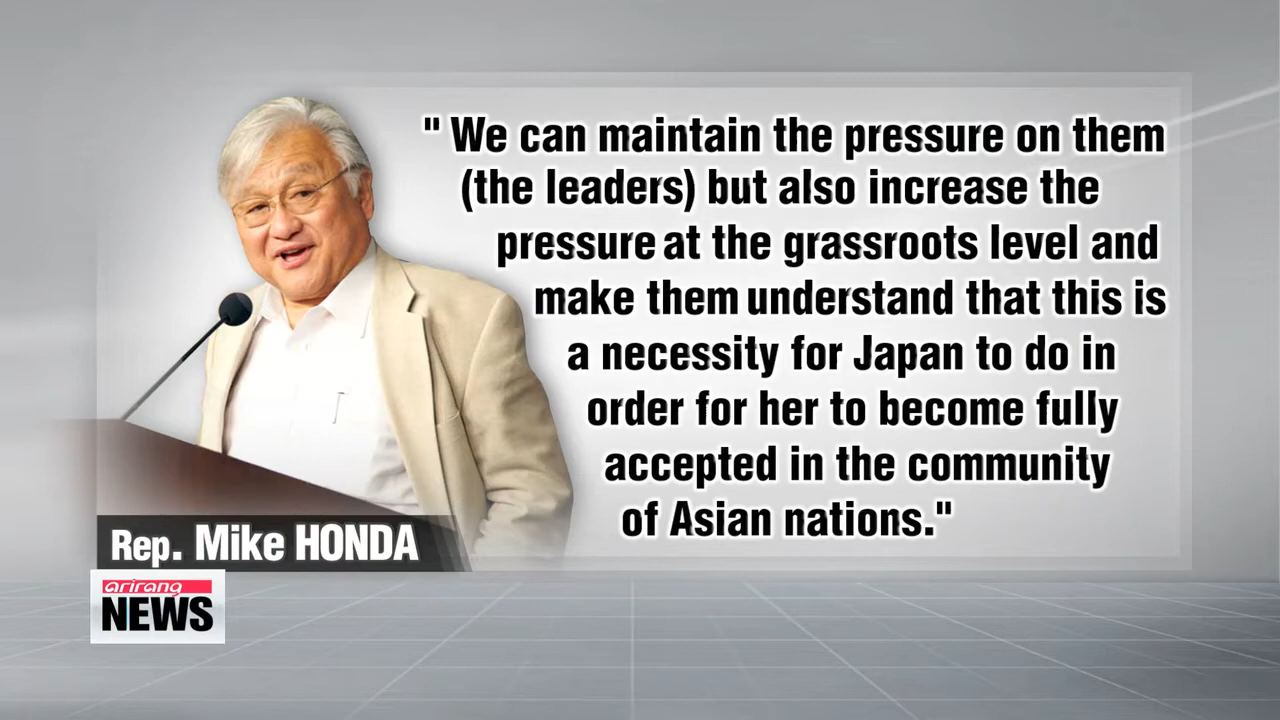 " We can maintain the pressure on them
(the leaders) but also increase the
pressure at the grassroots level and
make them understand that this is
a necessity for Japan to do in
order for her to become fully
accepted in the community
of Asian nations."
Rep. Mike HONDA
arirang
NEWS